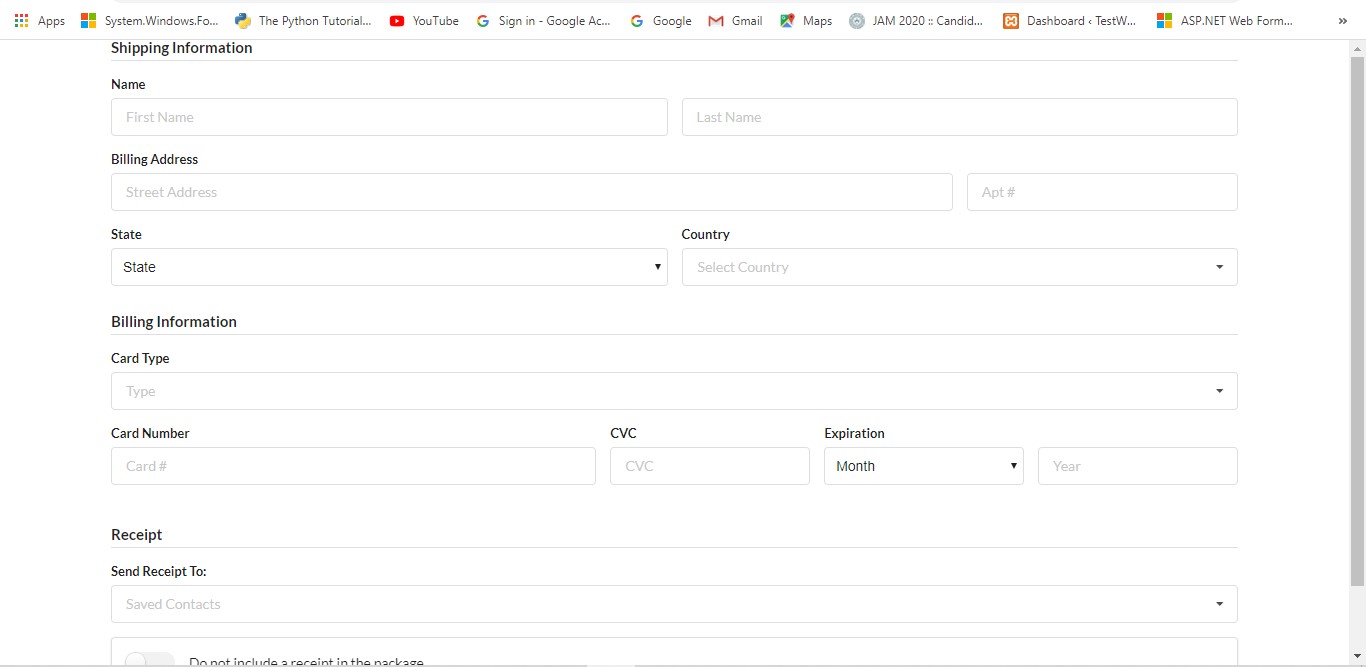 Apps System.Windows.Fo... The Python Tutorial... YouTube Sign in - Google Ac... Google Gmail Maps JAM 2020 :: Candid... Dashboard ‹ TestW... ASP.NET Web Form... »
Shipping Information
Name
First Name Last Name
Billing Address
Street Address Apt #
State Country
State Select Country
Billing Information
Card Type
Type
Card Number CVC Expiration
Card # CVC Month Year
Receipt
Send Receipt To:
Saved Contacts
Do not include a receipt in the package